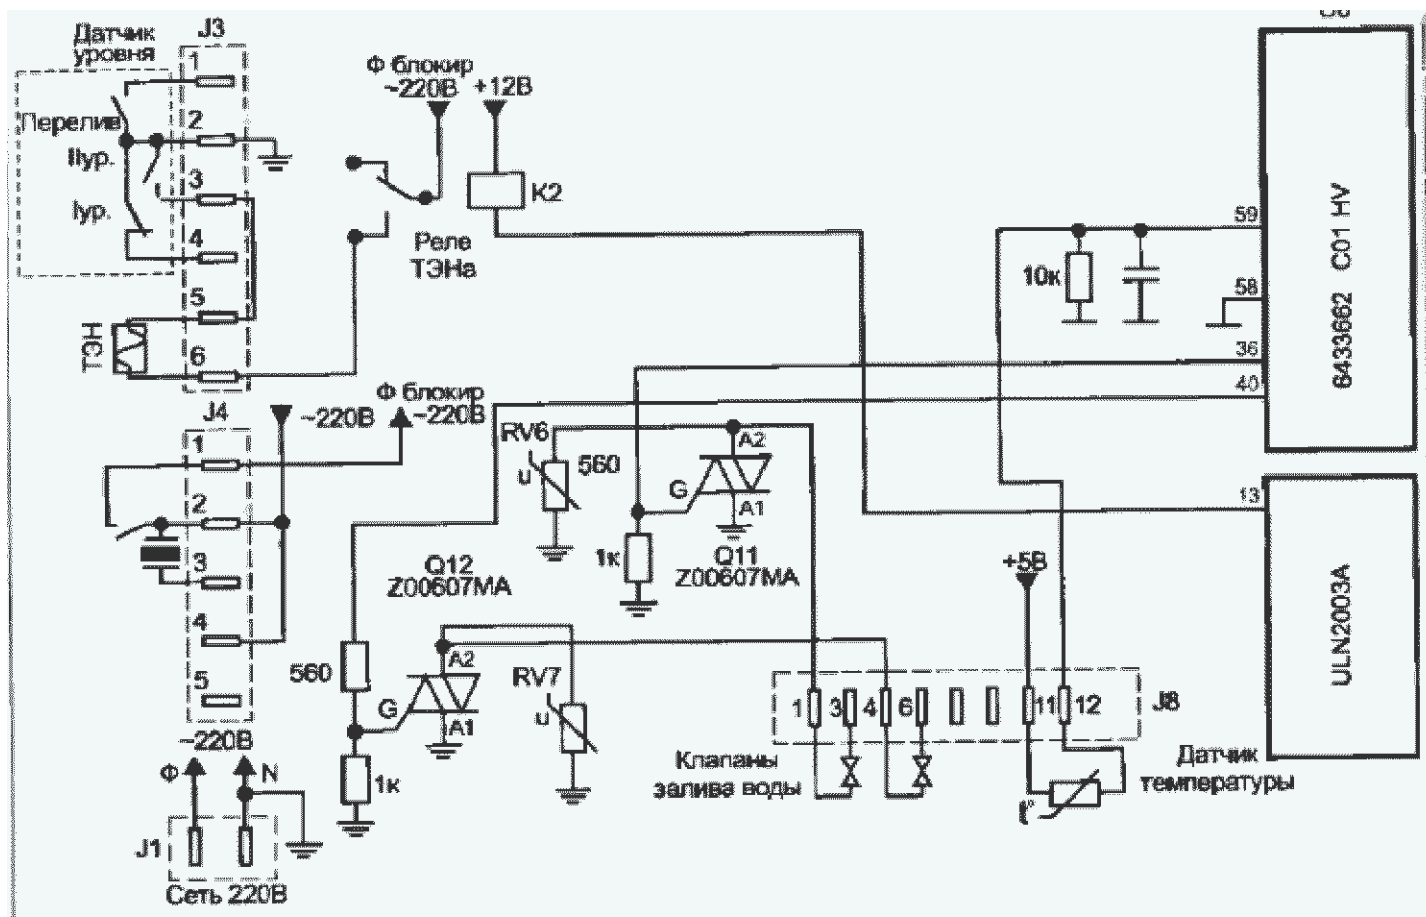 Датчик
уровня
J3
1
Перелив
2
IIур.
3
Iур.
4
5
ТЭН
6
Ф блокир
~220В
+12В
K2
Реле
ТЭНа
59
10к
58
36
40
6433662 C01 HV
J4
~220В
Ф блокир
~220В
1
2
3
4
5
RV6
u
560
A2
G
A1
1к
Q11
Z00607MA
Q12
Z00607MA
13
ULN2003A
+5В
560
A2
G
A1
RV7
u
1к
1
3
4
6
11
12
J8
Клапаны
залива воды
Датчик
температуры
t°
~220В
Ф
N
J1
Сеть 220В